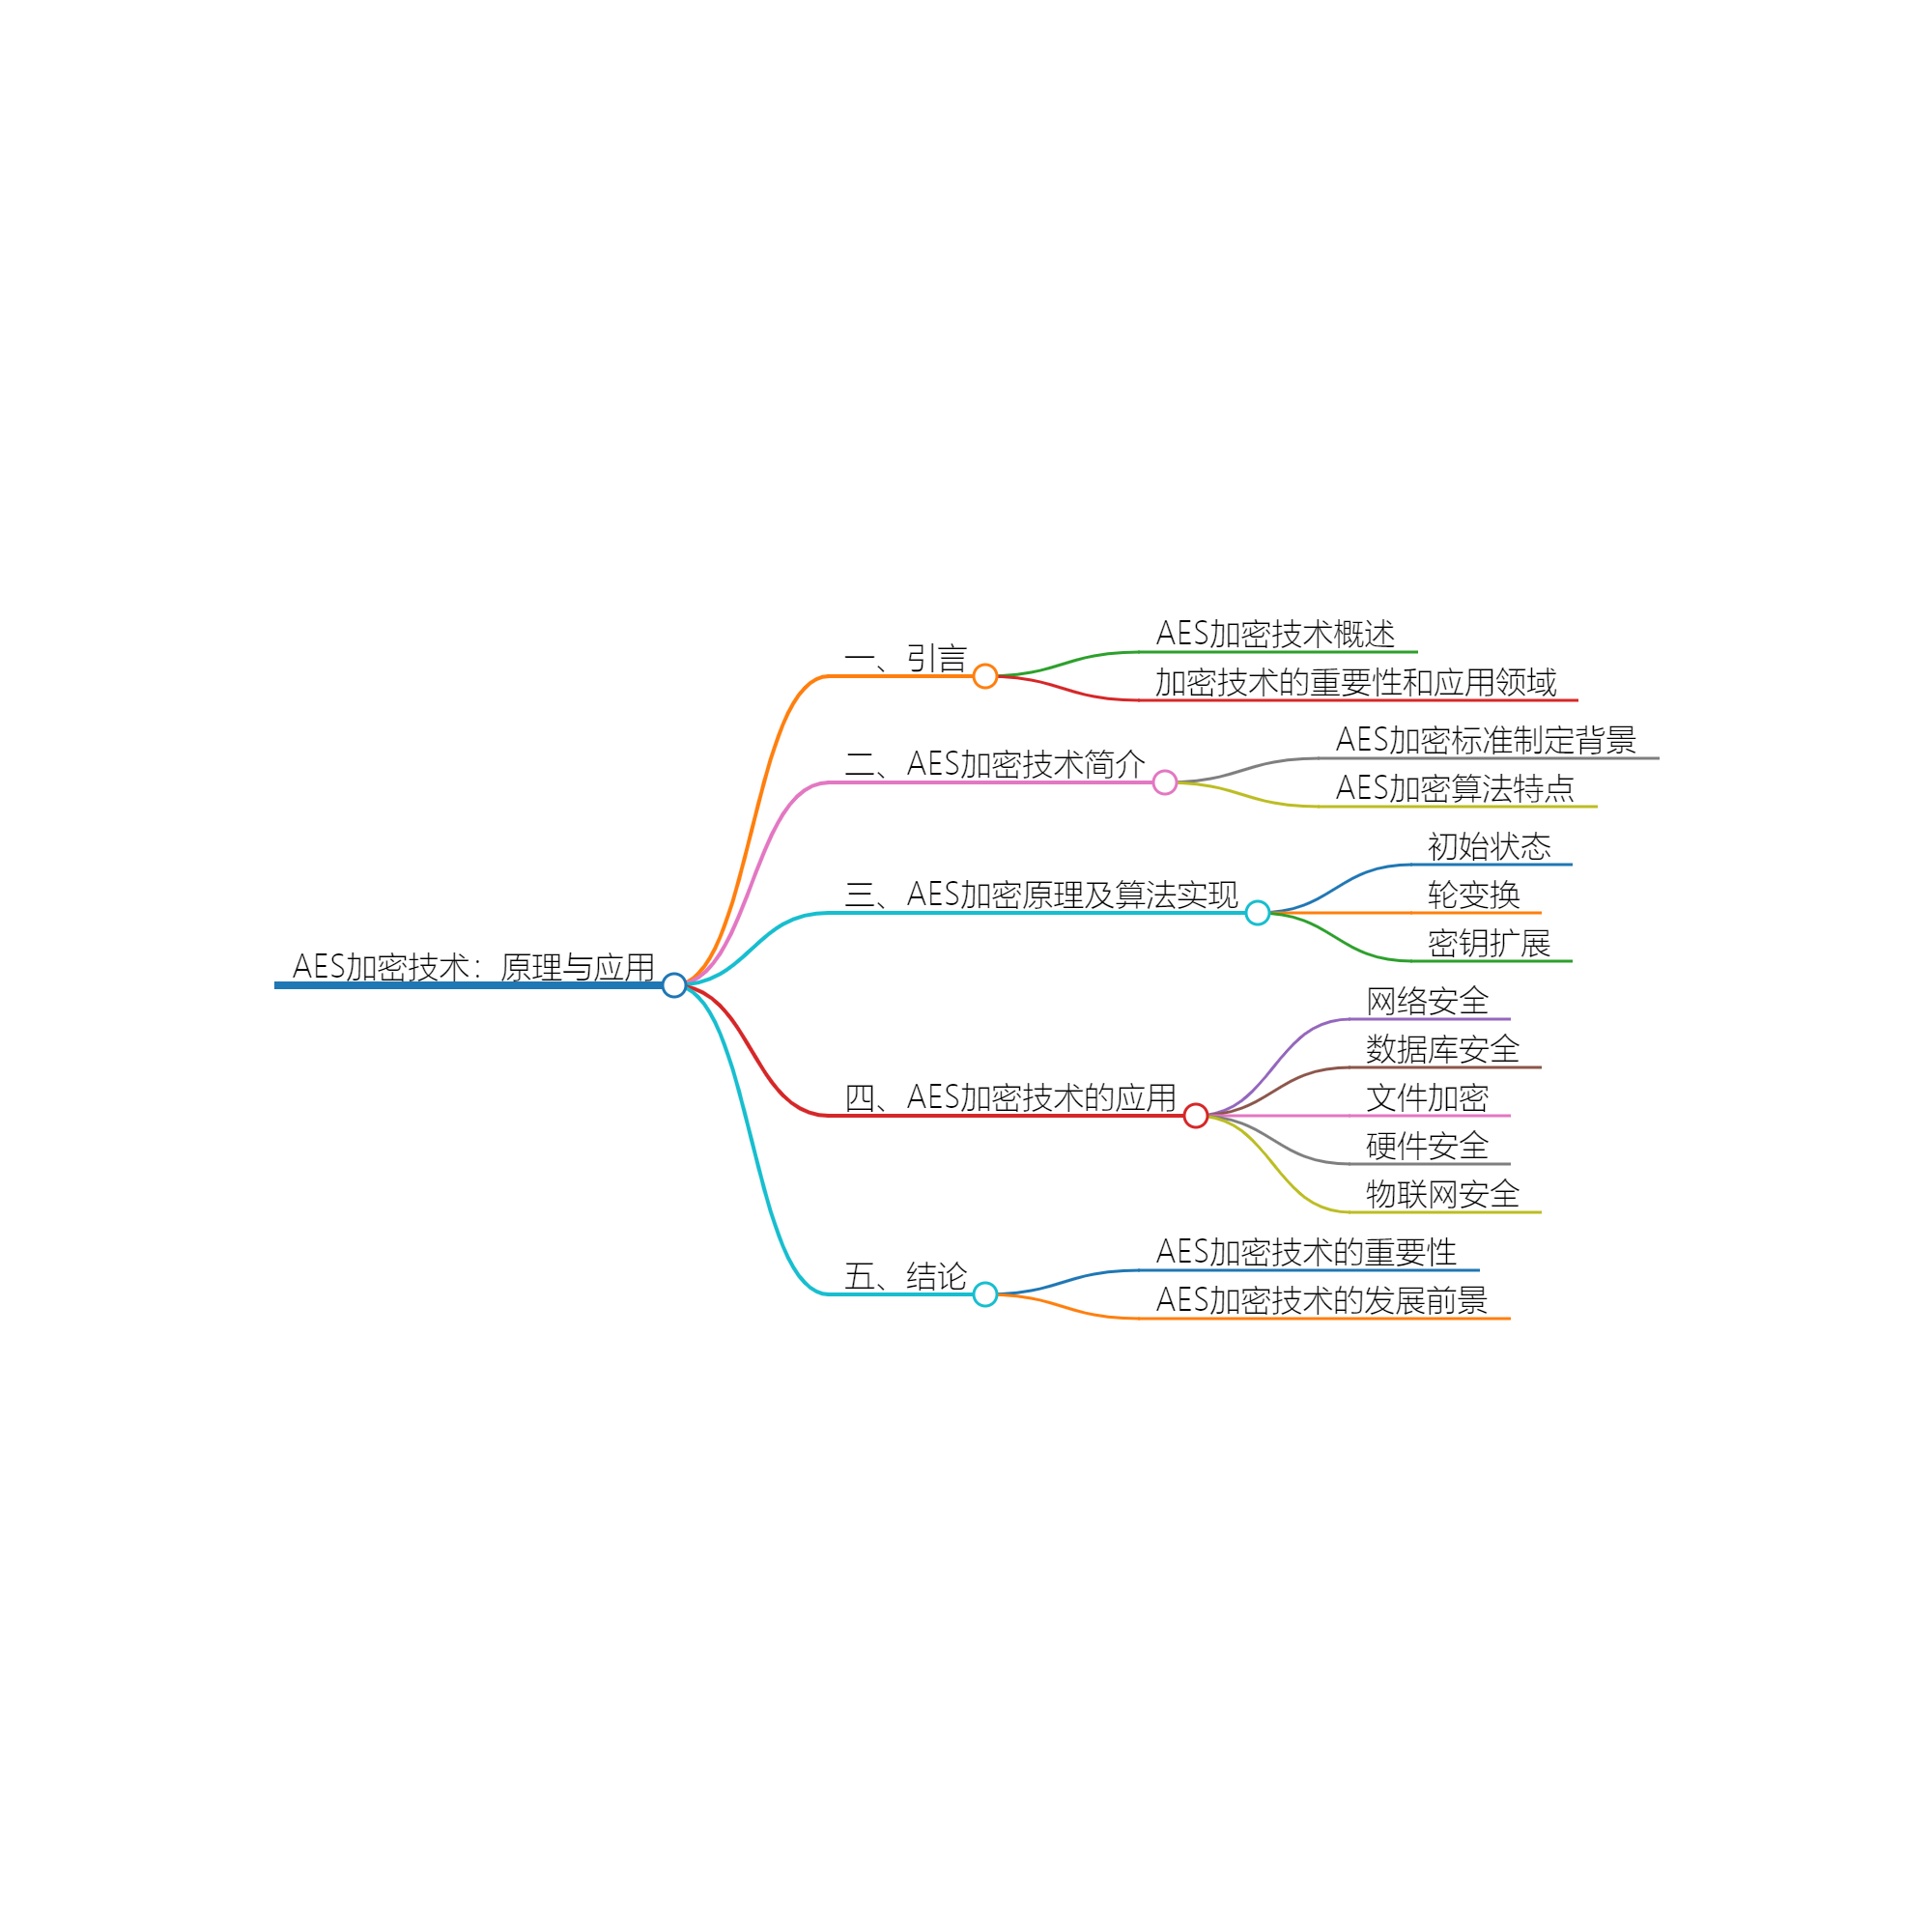 AES加密技术：原理与应用
一、引言
AES加密技术概述
加密技术的重要性和应用领域
二、AES加密技术简介
AES加密标准制定背景
AES加密算法特点
三、AES加密原理及算法实现
初始状态
轮变换
密钥扩展
四、AES加密技术的应用
网络安全
数据库安全
文件加密
硬件安全
物联网安全
五、结论
AES加密技术的重要性
AES加密技术的发展前景